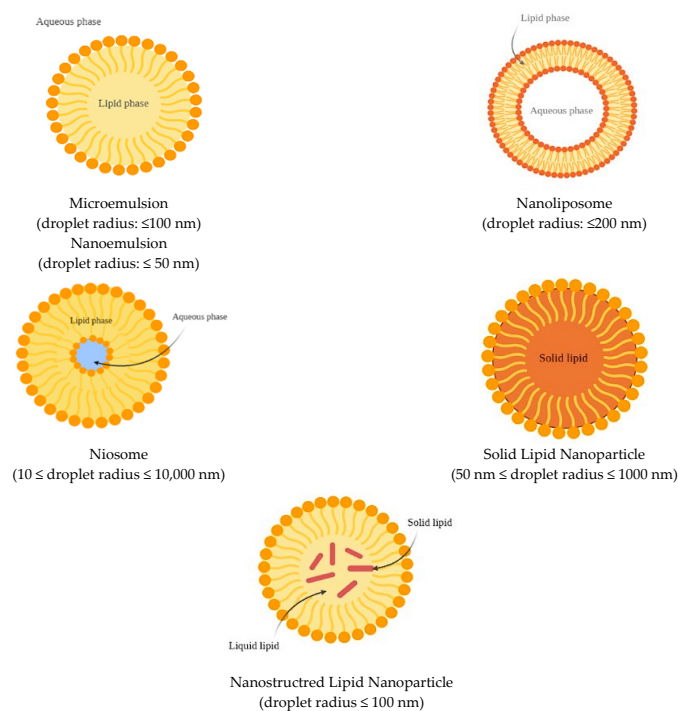 Aqueous phase
Lipid phase
Microemulsion
(droplet radius: ≤100 nm)
Nanoemulsion
(droplet radius: ≤ 50 nm)
Lipid phase
Aqueous phase
Nanoliposome
(droplet radius: ≤200 nm)
Lipid phase
Aqueous phase
Niosome
(10 ≤ droplet radius ≤ 10,000 nm)
Solid lipid
Solid Lipid Nanoparticle
(50 nm ≤ droplet radius ≤ 1000 nm)
Solid lipid
Liquid lipid
Nanostructred Lipid Nanoparticle
(droplet radius ≤ 100 nm)